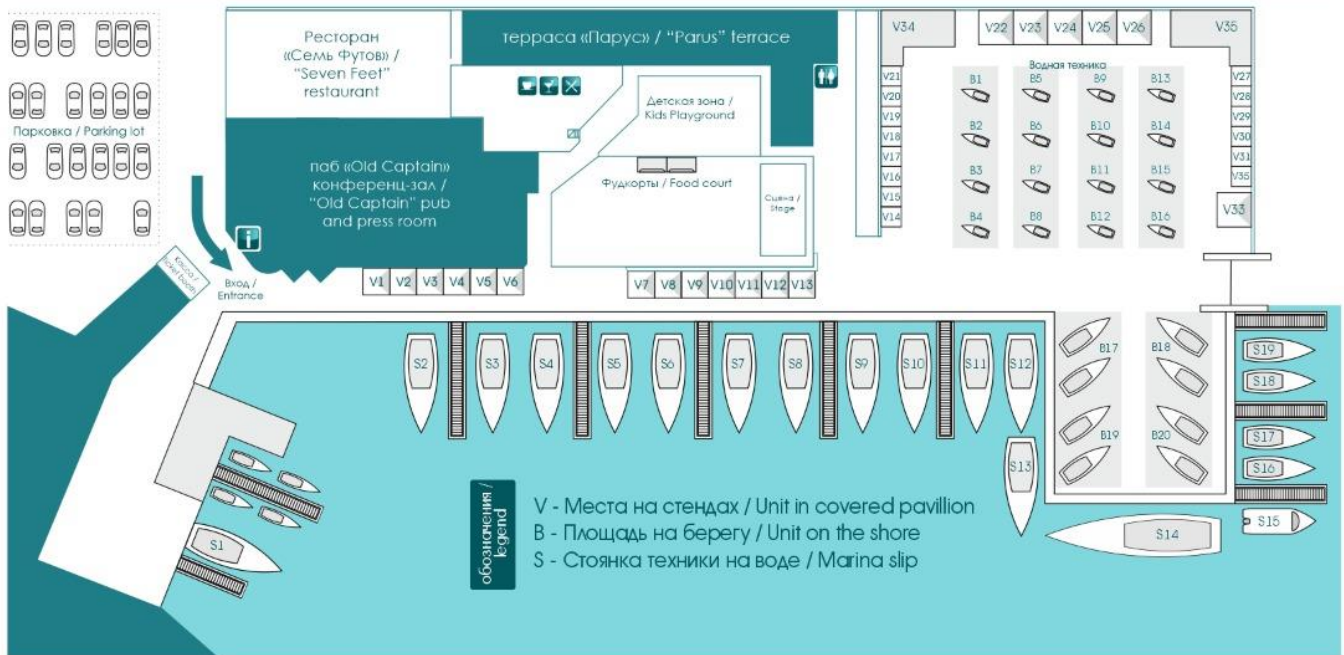 Ресторан
«Семь Футов» /
“Seven Feet”
restaurant
терраса «Парус» / “Parus” terrace
Парковка / Parking lot
паб «Old Captain»
конференц-зал /
“Old Captain” pub
and press room
Детская зона /
Kids Playground
Фудкорты / Food court
Сцена /
Stage
Касса /
ticket booth
Вход /
Entrance
V1 V2 V3 V4 V5 V6
V7 V8 V9 V10 V11 V12 V13
V34
V22 V23 V24 V25 V26
V35
Водная техника
V21
V20
V19
V18
V17
V16
V15
V14
B1 B5 B9 B13
B2 B6 B10 B14
B3 B7 B11 B15
B4 B8 B12 B16
V27
V28
V29
V30
V31
V35
V33
S2 S3 S4 S5 S6 S7 S8 S9 S10 S11 S12
B17 B18
B19 B20
S19
S18
S17
S16
S15
S13
S14
S1
обозначения /
legend
V - Места на стендах / Unit in covered pavillion
B - Площадь на берегу / Unit on the shore
S - Стоянка техники на воде / Marina slip